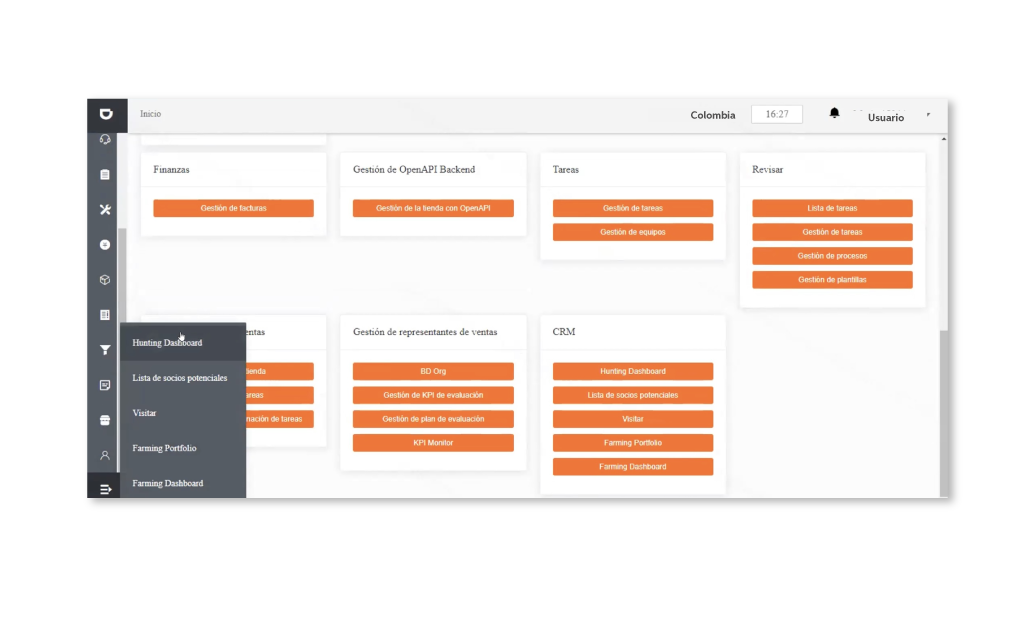 Inicio
Colombia
16:27
Usuario
Finanzas
Gestión de facturas
Gestión de OpenAPI Backend
Gestión de la tienda con OpenAPI
Tareas
Gestión de tareas
Gestión de equipos
Revisar
Lista de tareas
Gestión de tareas
Gestión de procesos
Gestión de plantillas
entas
ienda
areas
nación de tareas
Gestión de representantes de ventas
BD Org
Gestión de KPI de evaluación
Gestión de plan de evaluación
KPI Monitor
CRM
Hunting Dashboard
Lista de socios potenciales
Visitar
Farming Portfolio
Farming Dashboard
Hunting Dashboard
Lista de socios potenciales
Visitar
Farming Portfolio
Farming Dashboard